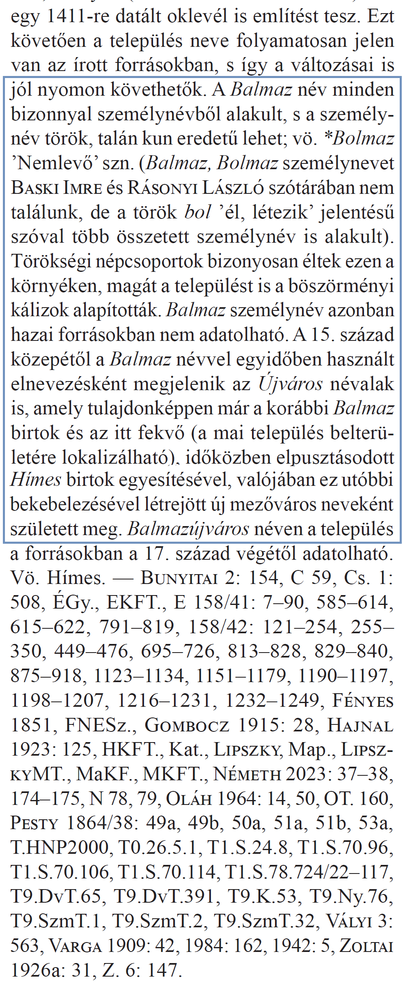 egy 1411-re datált oklevél is említést tesz. Ezt
követően a település neve folyamatosan jelen
van az írott forrásokban, s így a változásai is
jól nyomon követhetők. A Balmaz név minden
bizonnyal személynévből alakult, s a személy-
név török, talán kun eredetű lehet; vö. *Bolmaz
’Nemlevő’ szn. (Balmaz, Bolmaz személynevet
BASKI IMRE és RÁSONYI LÁSZLÓ szótárában nem
találunk, de a török bol ’él, létezik’ jelentésű
szóval több összetett személynév is alakult).
Törökségi népcsoportok bizonyosan éltek ezen a
környéken, magát a települést is a böszörményi
kálizok alapították. Balmaz személynév azonban
hazai forrásokban nem adatolható. A 15. század
közepétől a Balmaz névvel egyidőben használt
elnevezésként megjelenik az Újváros névalak
is, amely tulajdonképpen már a korábbi Balmaz
birtok és az itt fekvő (a mai település belterü-
letére lokalizálható), időközben elpusztásodott
Hímes birtok egyesítésével, valójában ez utóbbi
bekebelezésével létrejött új mezőváros neveként
született meg. Balmazújváros néven a település
a forrásokban a 17. század végétől adatolható.
Vö. Hímes. — BUNYITAI 2: 154, C 59, Cs. 1:
508, ÉGy., EKFT., E 158/41: 7–90, 585–614,
615–622, 791–819, 158/42: 121–254, 255–
350, 449–476, 695–726, 813–828, 829–840,
875–918, 1123–1134, 1151–1179, 1190–1197,
1198–1207, 1216–1231, 1232–1249, FÉNYES
1851, FNESz., GOMBOCZ 1915: 28, HAJNAL
1923: 125, HKFT., Kat., LIPSZKY, Map., LIPSZ-
KYMT., MaKF., MKFT., NÉMETH 2023: 37–38,
174–175, N 78, 79, OLÁH 1964: 14, 50, OT. 160,
PESTY 1864/38: 49a, 49b, 50a, 51a, 51b, 53a,
T.HNP2000, T0.26.5.1, T1.S.24.8, T1.S.70.96,
T1.S.70.106, T1.S.70.114, T1.S.78.724/22–117,
T9.DvT.65, T9.DvT.391, T9.K.53, T9.Ny.76,
T9.SzmT.1, T9.SzmT.2, T9.SzmT.32, VÁLYI 3:
563, VARGA 1909: 42, 1984: 162, 1942: 5, ZOLTAI
1926a: 31, Z. 6: 147.